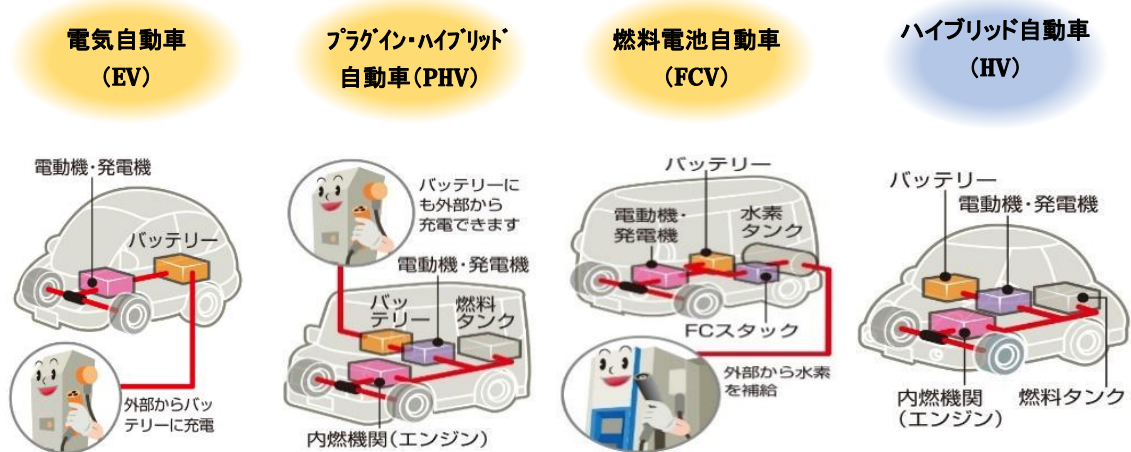 電気自動車
(EV)
プラグイン・ハイブリッド
自動車(PHV)
燃料電池自動車
(FCV)
ハイブリッド自動車
(HV)
電動機・発電機
バッテリー
外部からバッ
テリーに充電
バッテリーに
も外部から
充電できます
電動機・発電機
バッ
テリー
燃料
タンク
内燃機関(エンジン)
バッテリー
電動機・
発電機
水素
タンク
FCスタック
外部から水素
を補給
バッテリー
電動機・発電機
内燃機関
(エンジン)
燃料タンク